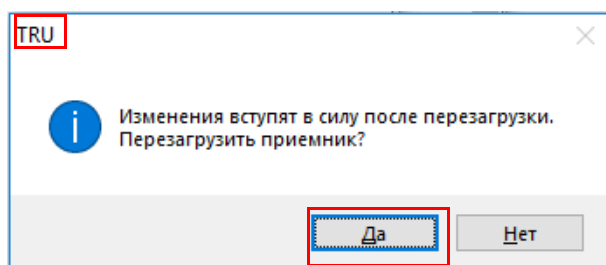 TRU
Изменения вступят в силу после перезагрузки.
Перезагрузить приемник?
Да
Нет